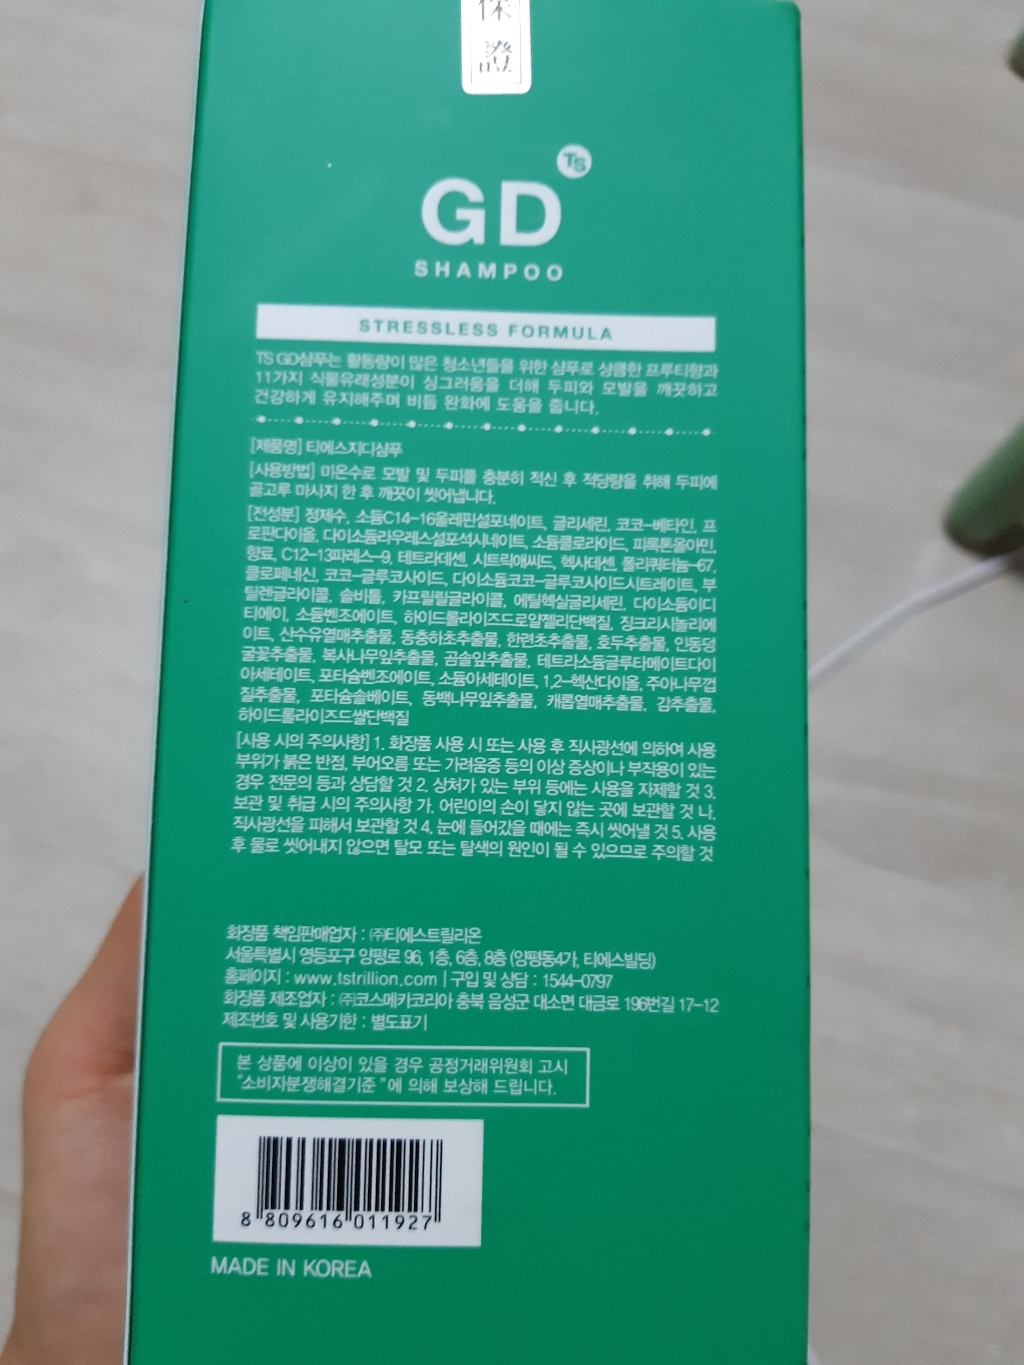 保
證
TS
GD
SHAMPOO
STRESSLESS FORMULA
TS GD샴푸는 활동량이 많은 청소년들을 위한 샴푸로 상큼한 프루티향과
11가지 식물유래성분이 싱그러움을 더해 두피와 모발을 깨끗하고
건강하게 유지해주며 비듬 완화에 도움을 줍니다.
[제품명] 티에스지디샴푸
[사용방법] 미온수로 모발 및 두피를 충분히 적신 후 적당량을 취해 두피에
골고루 마사지 한 후 깨끗이 씻어냅니다.
[전성분] 정제수, 소듐C14-16올레핀설포네이트, 글리세린, 코코-베타인, 프
로판다이올, 다이소듐라우레스설포석시네이트, 소듐클로라이드, 피록톤올아민,
향료, C12-13파레스-9, 테트라데센, 시트릭애씨드, 헥사데센, 폴리쿼터늄-67,
클로페네신, 코코-글루코사이드, 다이소듐코코-글루코사이드시트레이트, 부
틸렌글라이콜, 솔비톨, 카프릴릴글라이콜, 에틸헥실글리세린, 다이소듐이디
티에이, 소듐벤조에이트, 하이드롤라이즈드로얄젤리단백질, 징크리시놀리에
이트, 산수유열매추출물, 동충하초추출물, 한련초추출물, 호두추출물, 인동덩
굴꽃추출물, 복사나무잎추출물, 곰솔잎추출물, 테트라소듐글루타메이트다이
아세테이트, 포타슘벤조에이트, 소듐아세테이트, 1,2-헥산다이올, 주아나무껍
질추출물, 포타슘솔베이트, 동백나무잎추출물, 캐롭열매추출물, 감추출물,
하이드롤라이즈드쌀단백질
[사용 시의 주의사항] 1. 화장품 사용 시 또는 사용 후 직사광선에 의하여 사용
부위가 붉은 반점, 부어오름 또는 가려움증 등의 이상 증상이나 부작용이 있는
경우 전문의 등과 상담할 것 2. 상처가 있는 부위 등에는 사용을 자제할 것 3.
보관 및 취급 시의 주의사항 가. 어린이의 손이 닿지 않는 곳에 보관할 것 나.
직사광선을 피해서 보관할 것 4. 눈에 들어갔을 때에는 즉시 씻어낼 것 5. 사용
후 물로 씻어내지 않으면 탈모 또는 탈색의 원인이 될 수 있으므로 주의할 것
화장품 책임판매업자 : ㈜티에스트릴리온
서울특별시 영등포구 양평로 96, 1층, 6층, 8층 (양평동4가, 티에스빌딩)
홈페이지 : www.tstrillion.com | 구입 및 상담 : 1544-0797
화장품 제조업자 : ㈜코스메카코리아 충북 음성군 대소면 대금로 196번길 17-12
제조번호 및 사용기한 : 별도표기
본 상품에 이상이 있을 경우 공정거래위원회 고시
"소비자분쟁해결기준"에 의해 보상해 드립니다.
8 809616 011927
MADE IN KOREA